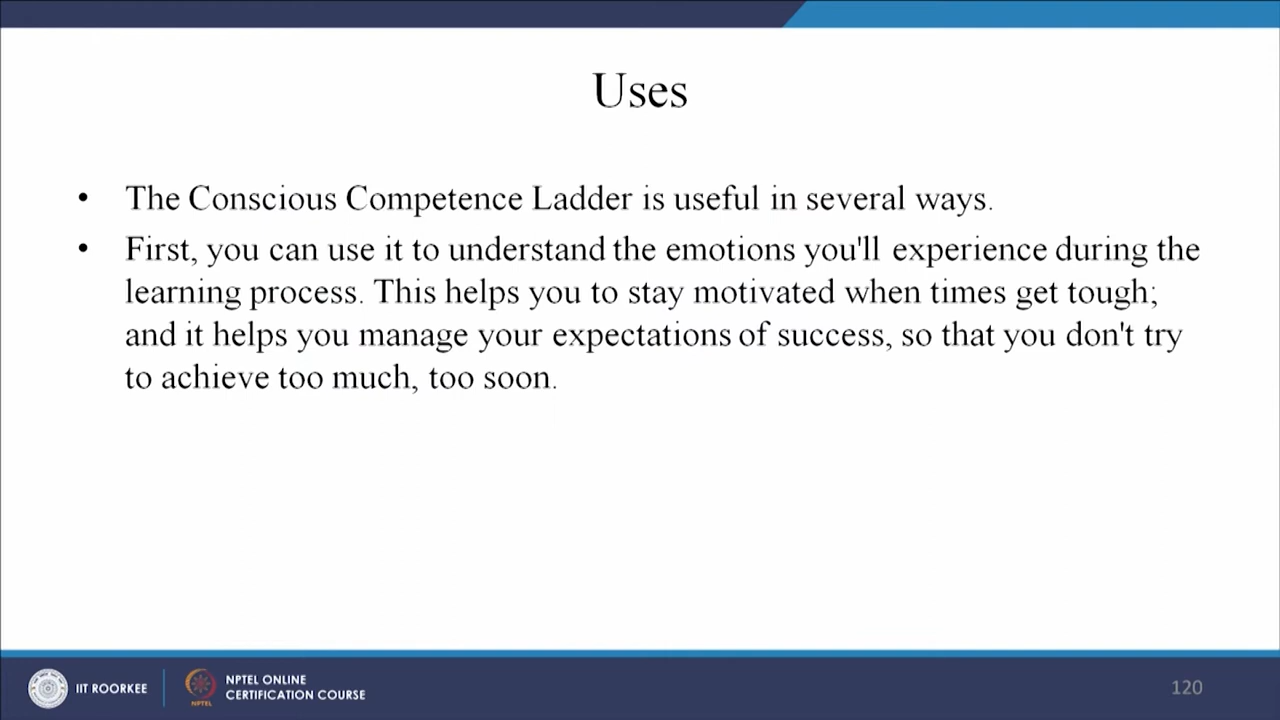 Uses
• The Conscious Competence Ladder is useful in several ways.
• First, you can use it to understand the emotions you'll experience during the
learning process. This helps you to stay motivated when times get tough;
and it helps you manage your expectations of success, so that you don't try
to achieve too much, too soon.
IIT ROORKEE
NPTEL
NPTEL ONLINE
CERTIFICATION COURSE
120